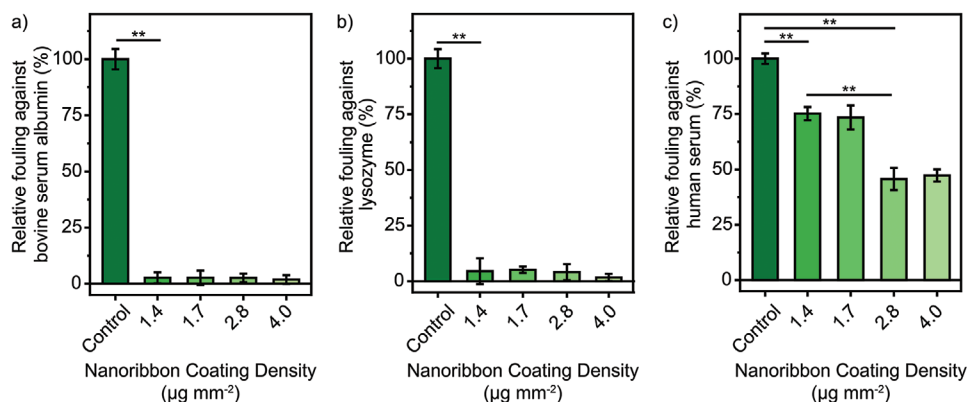 a)
Relative fouling against
bovine serum albumin (%)
100
75
50
25
0
**
Control
1.4
1.7
2.8
4.0
Nanoribbon Coating Density
(µg mm-2)
b)
Relative fouling against
lysozyme (%)
100
75
50
25
0
**
Control
1.4
1.7
2.8
4.0
Nanoribbon Coating Density
(µg mm-2)
c)
Relative fouling against
human serum (%)
100
75
50
25
0
**
**
**
Control
1.4
1.7
2.8
4.0
Nanoribbon Coating Density
(µg mm-2)